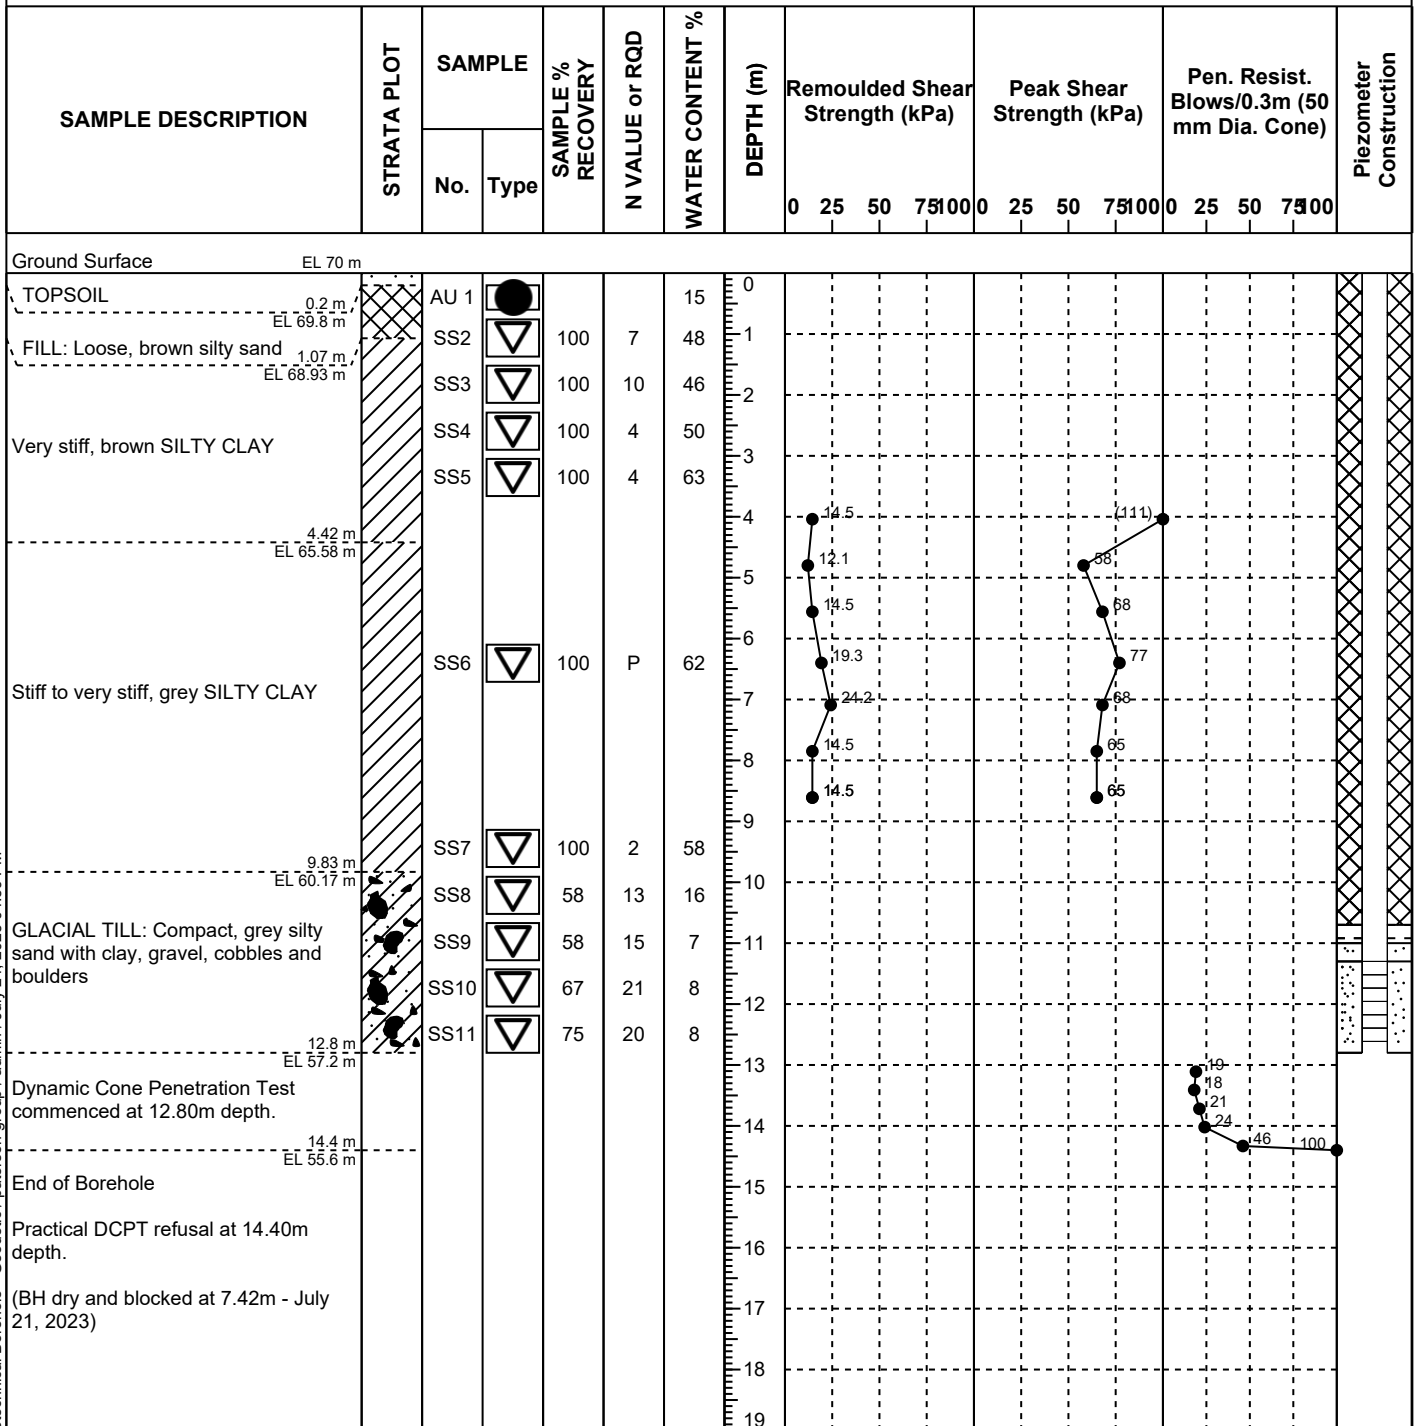 SAMPLE DESCRIPTION
STRATA PLOT
SAMPLE
No.
Type
SAMPLE % RECOVERY
N VALUE or RQD
WATER CONTENT %
DEPTH (m)
Remoulded Shear
Strength (kPa)
0 25 50 75 100
Peak Shear
Strength (kPa)
0 25 50 75 100
Pen. Resist.
Blows/0.3m (50
mm Dia. Cone)
0 25 50 75 100
Piezometer
Construction
Ground Surface EL 70 m
TOPSOIL 0.2 m
EL 69.8 m
FILL: Loose, brown silty sand 1.07 m
EL 68.93 m
Very stiff, brown SILTY CLAY
4.42 m
EL 65.58 m
Stiff to very stiff, grey SILTY CLAY
9.83 m
EL 60.17 m
GLACIAL TILL: Compact, grey silty
sand with clay, gravel, cobbles and
boulders
12.8 m
EL 57.2 m
Dynamic Cone Penetration Test
commenced at 12.80m depth.
14.4 m
EL 55.6 m
End of Borehole
Practical DCPT refusal at 14.40m
depth.
(BH dry and blocked at 7.42m - July
21, 2023)
AU 1 15
SS2 100 7 48
SS3 100 10 46
SS4 100 4 50
SS5 100 4 63
SS6 100 P 62
SS7 100 2 58
SS8 58 13 16
SS9 58 15 7
SS10 67 21 8
SS11 75 20 8
0
1
2
3
4
5
6
7
8
9
10
11
12
13
14
15
16
17
18
19
14.5
12.1
14.5
19.3
24.2
14.5
14.5
(111)
58
68
77
68
65
65
19
18
21
24
46
100